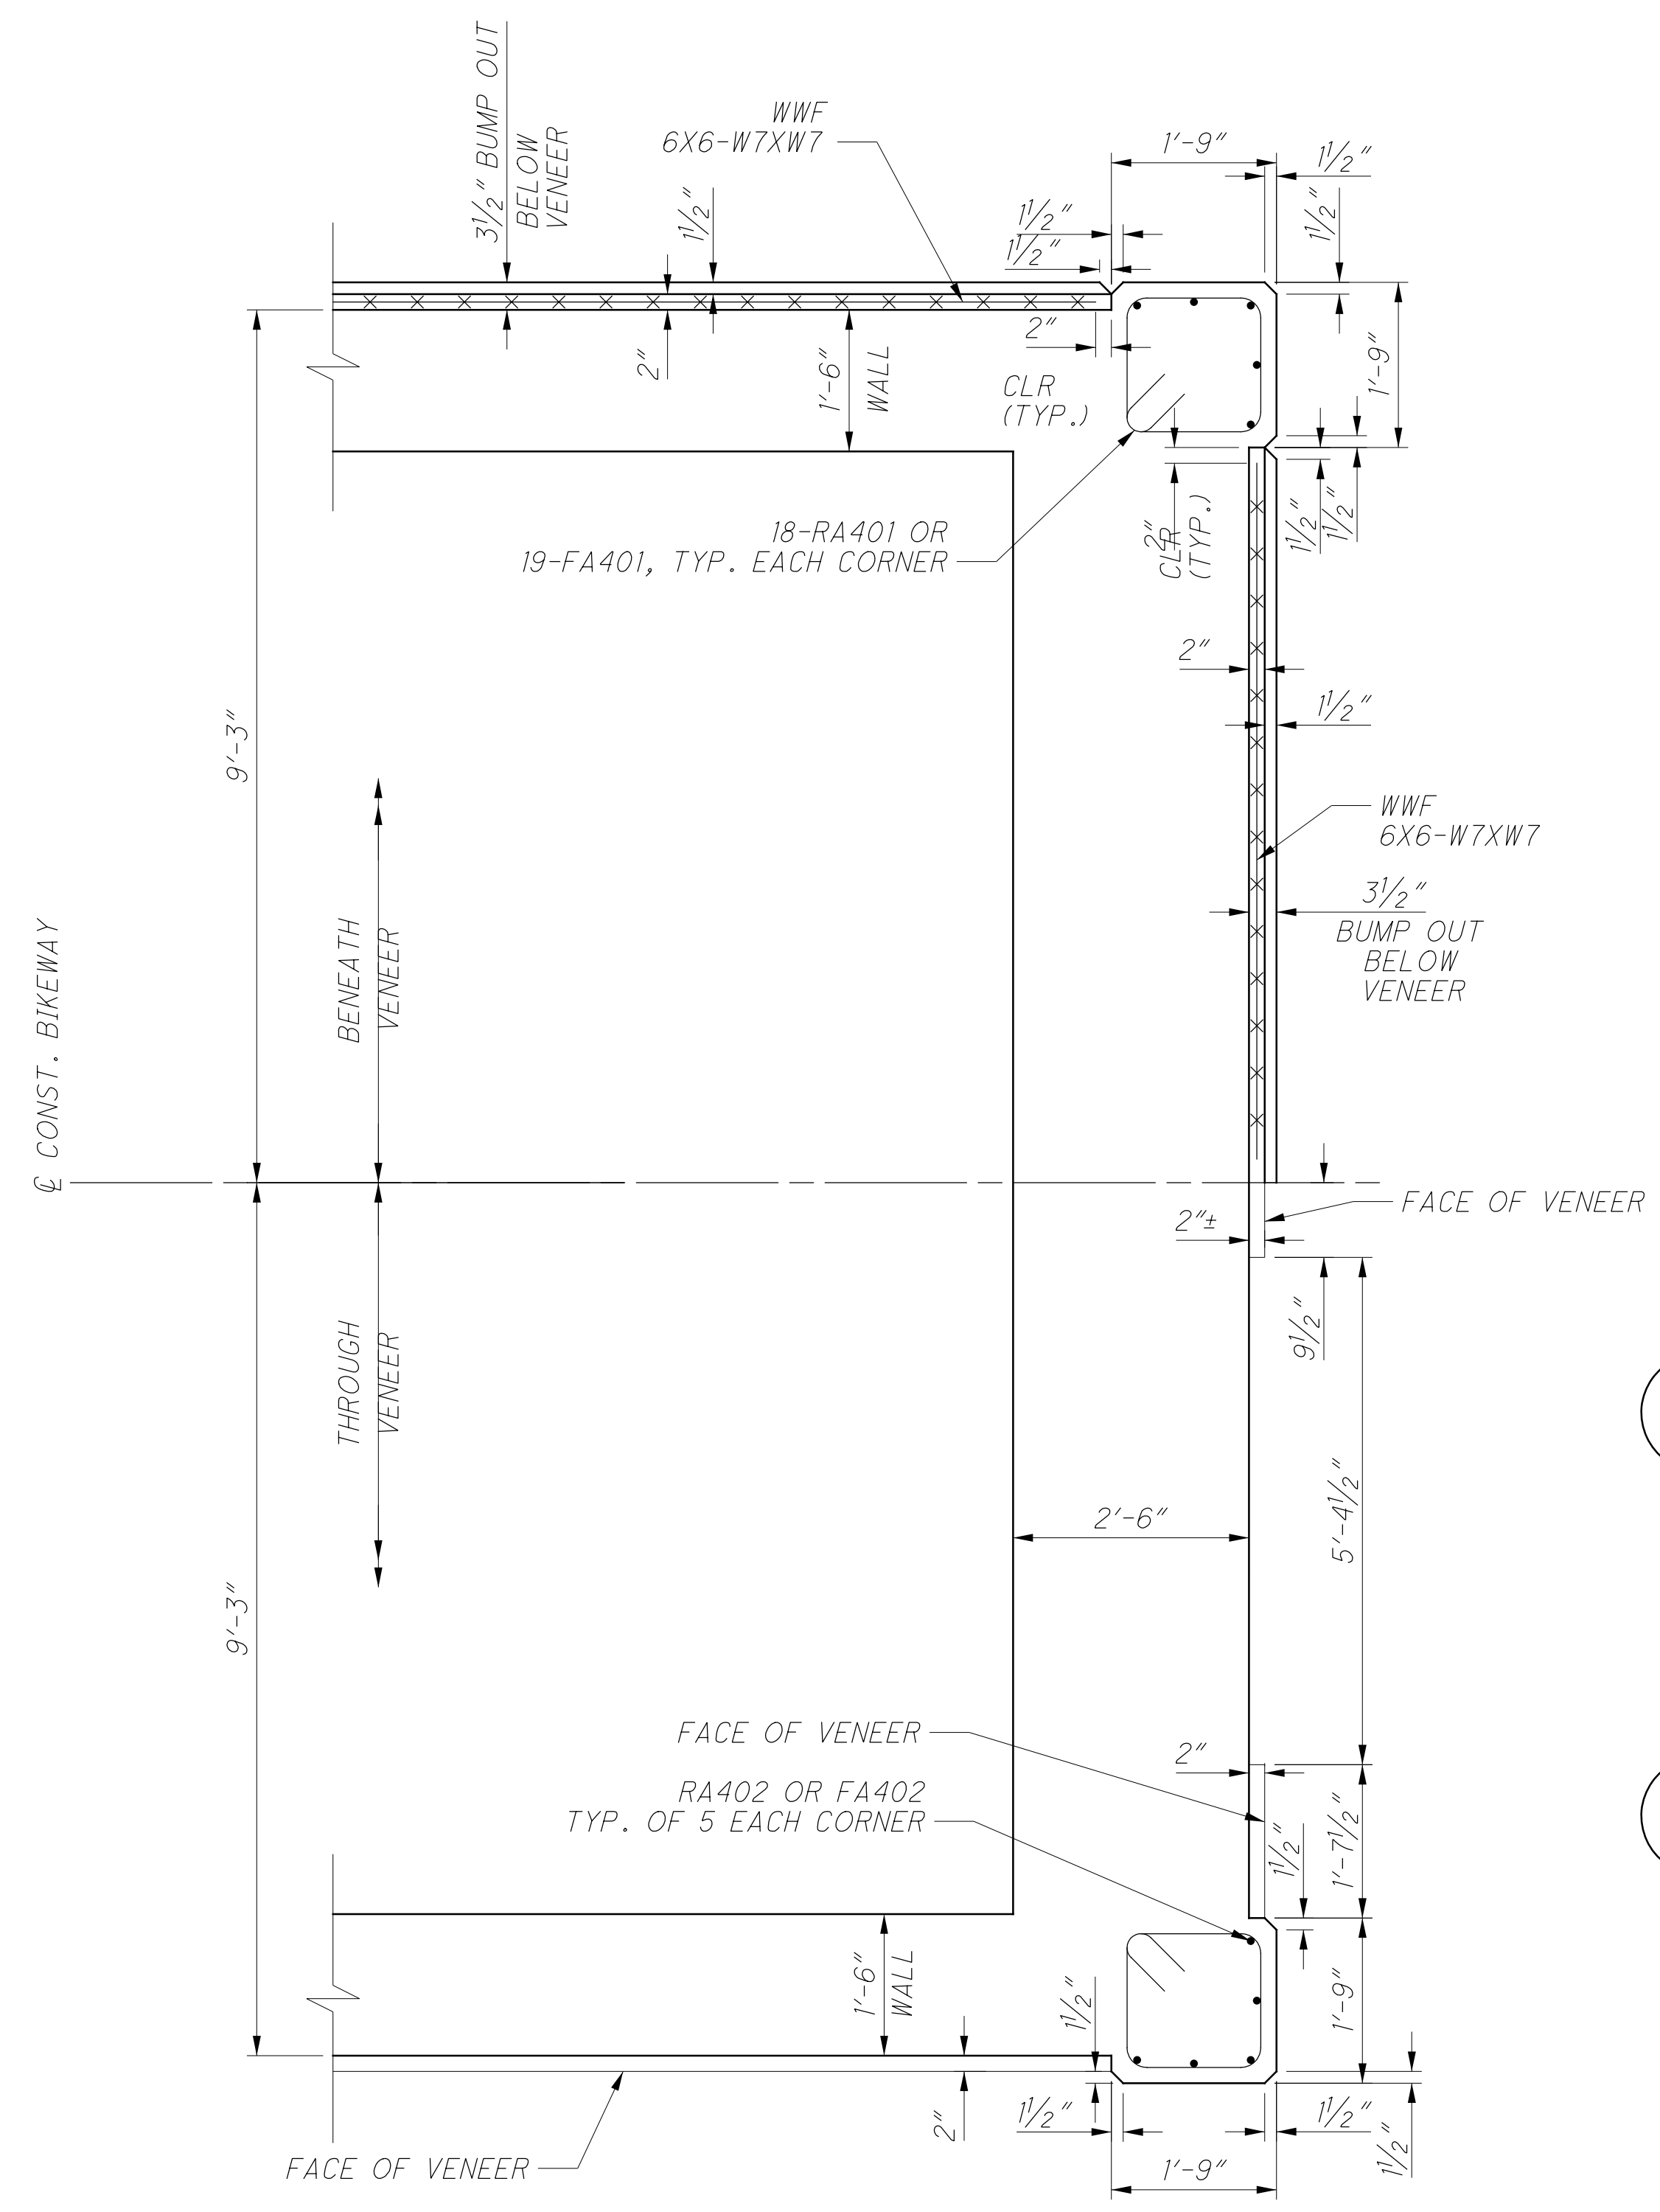 3½" BUMP OUT
BELOW
VENEER
WWF
6X6-W7XW7
1'-9"
1½"
1½"
1½"
1½"
1½"
2"
2"
1'-6"
WALL
CLR
(TYP.)
1'-9"
18-RA401 OR
19-FA401, TYP. EACH CORNER
2"
CLR
(TYP.)
1½"
1½"
2"
1½"
9'-3"
WWF
6X6-W7XW7
3½"
BUMP OUT
BELOW
VENEER
BENEATH
VENEER
℄ CONST. BIKEWAY
FACE OF VENEER
2"±
9½"
THROUGH
VENEER
2'-6"
5'-4½"
9'-3"
FACE OF VENEER
2"
RA402 OR FA402
TYP. OF 5 EACH CORNER
1½"
1'-7½"
1'-6"
WALL
1½"
1'-9"
2"
1½"
1½"
1½"
FACE OF VENEER
1'-9"